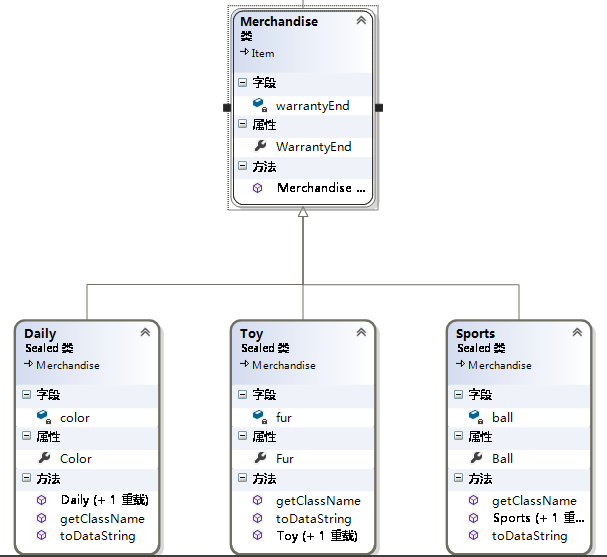 Merchandise
类
Item
字段
warrantyEnd
属性
WarrantyEnd
方法
Merchandise ...
Daily
Sealed 类
Merchandise
字段
color
属性
Color
方法
Daily (+ 1 重载)
getClassName
toDataString
Toy
Sealed 类
Merchandise
字段
fur
属性
Fur
方法
getClassName
toDataString
Toy (+ 1 重载)
Sports
Sealed 类
Merchandise
字段
ball
属性
Ball
方法
getClassName
Sports (+ 1 重...
toDataString